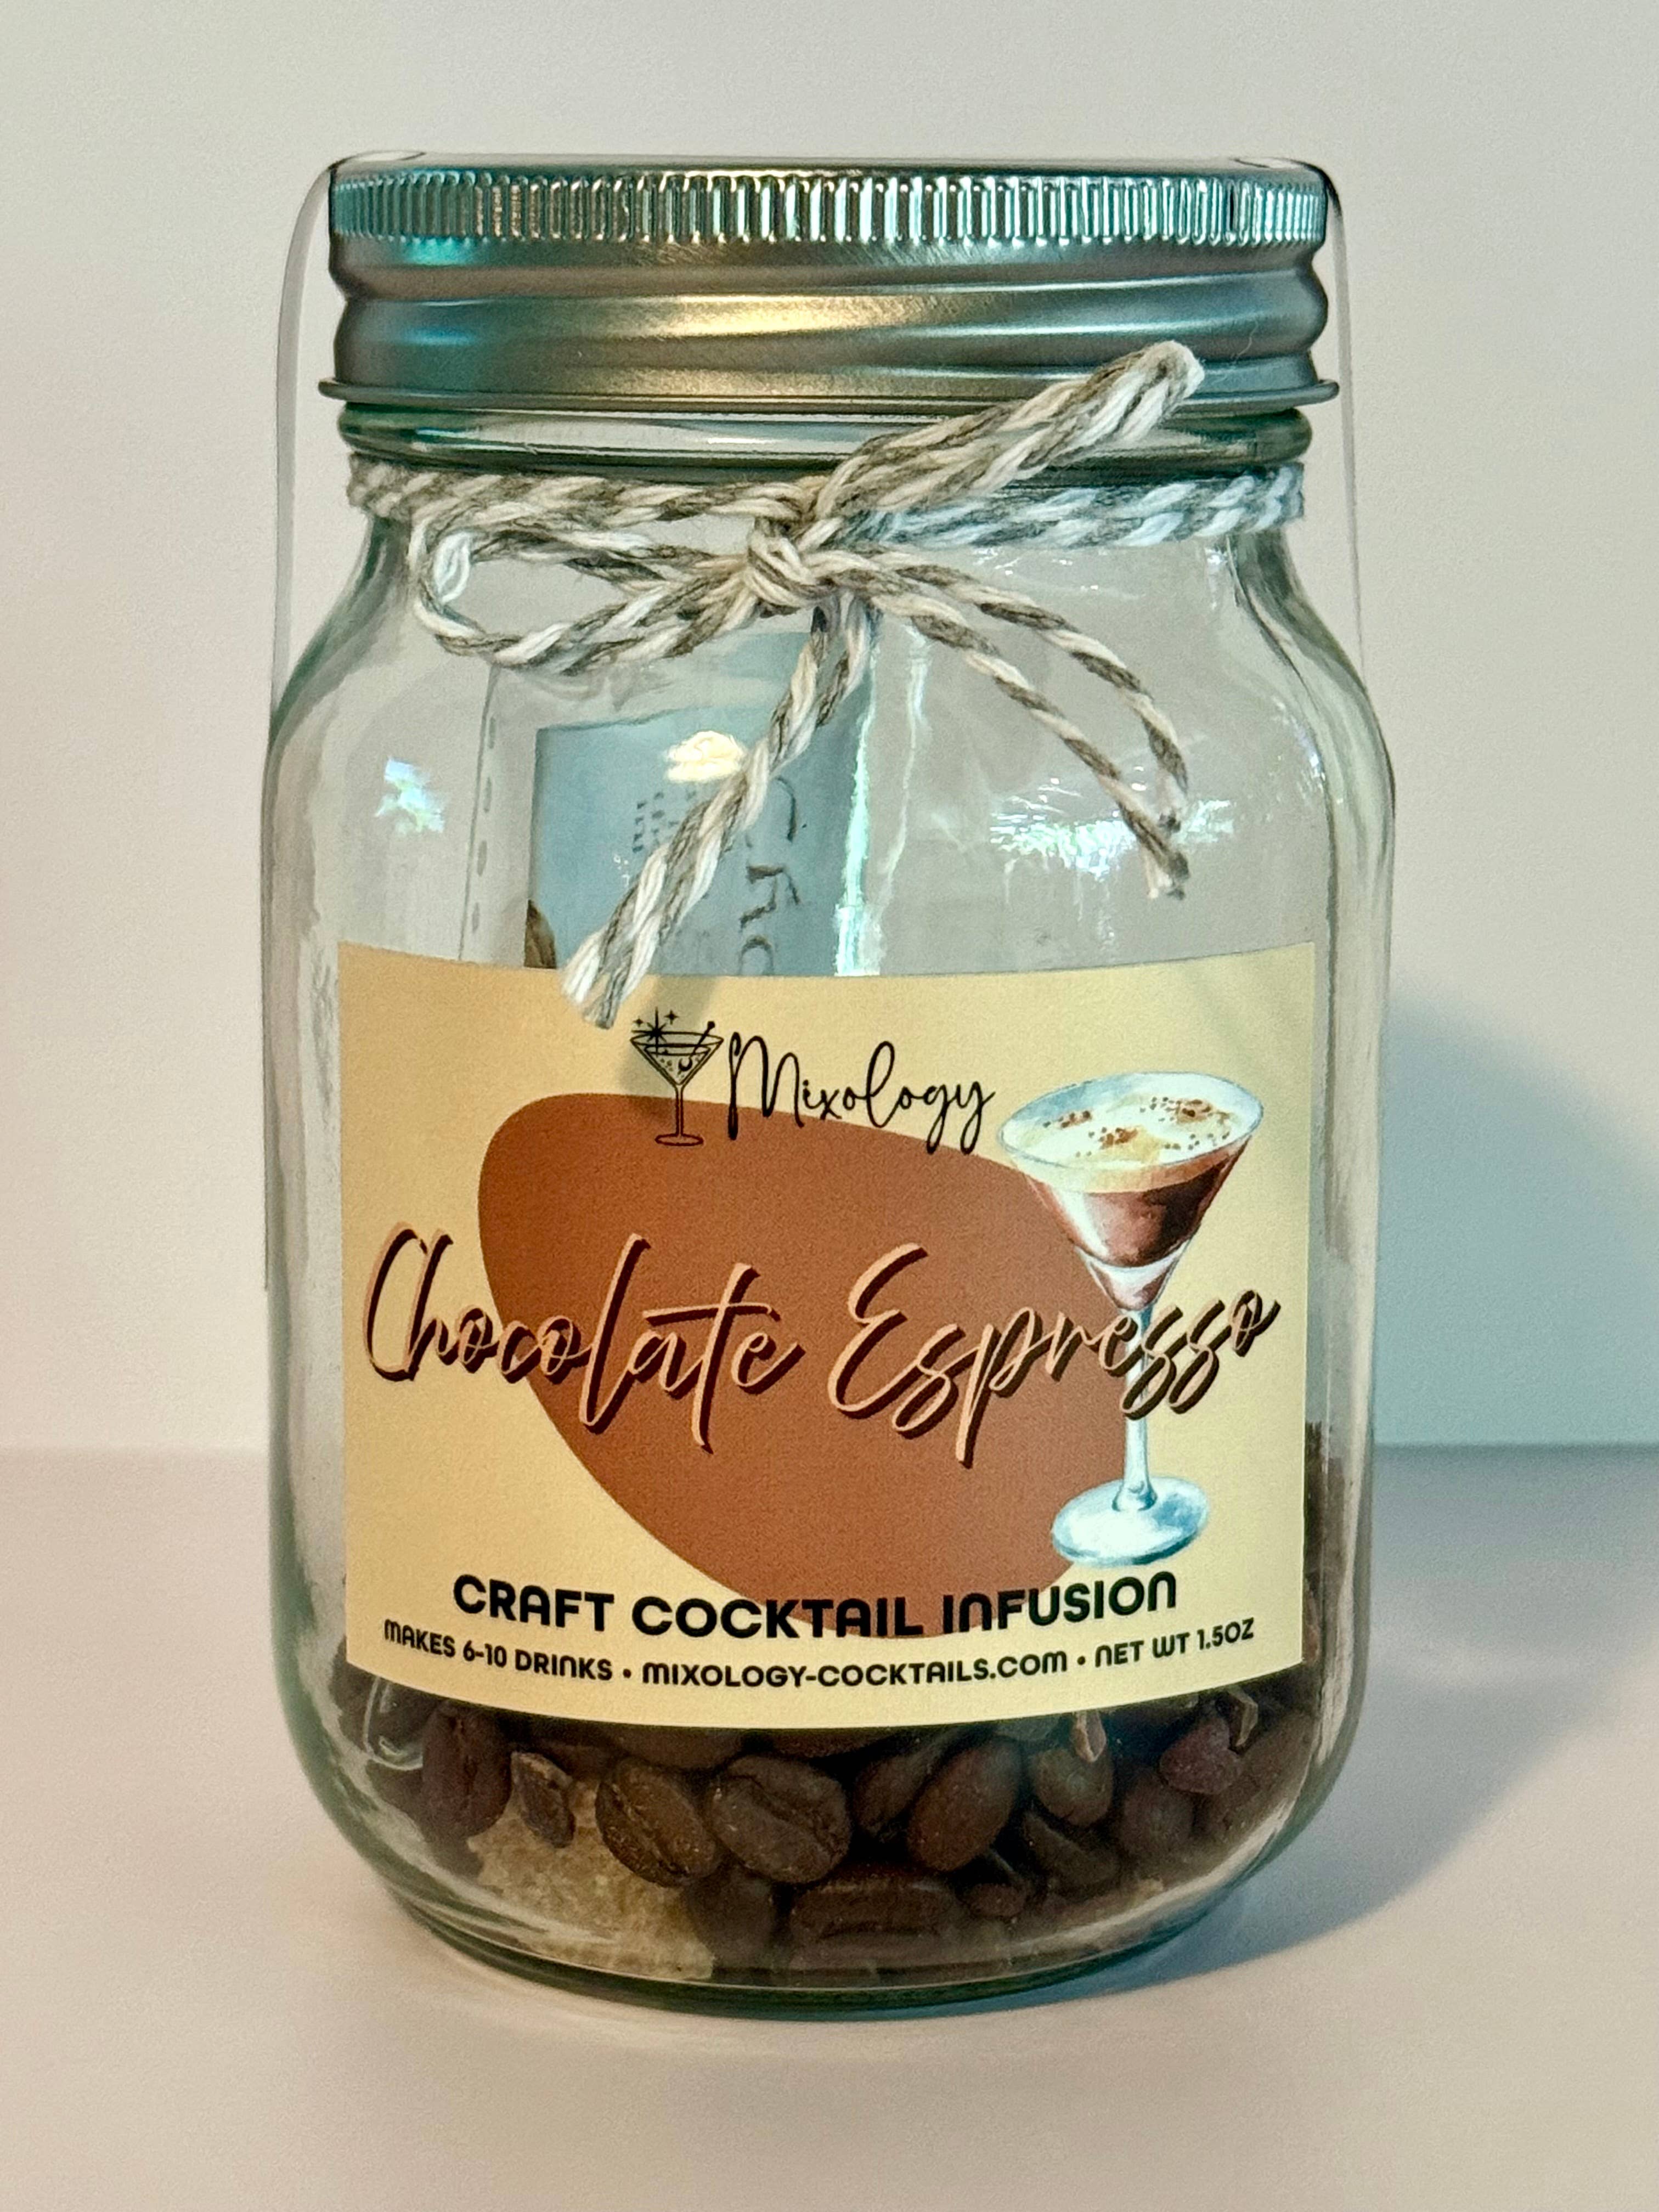 Mixology
Chocolate Espresso
CRAFT COCKTAIL INFUSION
MAKES 6-10 DRINKS • MIXOLOGY-COCKTAILS.COM • NET WT 1.5OZ